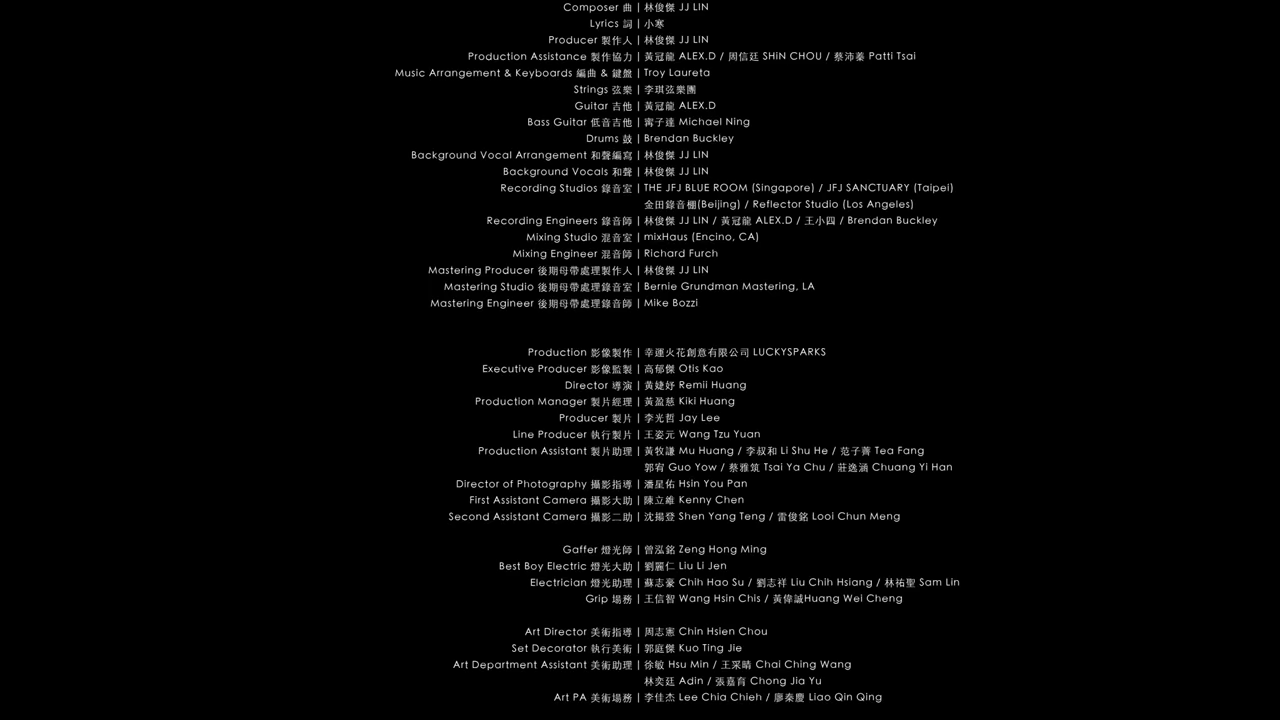 Composer 曲 | 林俊傑 JJ LIN
Lyrics 詞 | 小寒
Producer 製作人 | 林俊傑 JJ LIN
Production Assistance 製作協力 | 黃冠龍 ALEX.D / 周信廷 SHiN CHOU / 蔡沛蓁 Patti Tsai
Music Arrangement & Keyboards 編曲 & 鍵盤 | Troy Laureta
Strings 弦樂 | 李琪弦樂團
Guitar 吉他 | 黃冠龍 ALEX.D
Bass Guitar 低音吉他 | 甯子達 Michael Ning
Drums 鼓 | Brendan Buckley
Background Vocal Arrangement 和聲編寫 | 林俊傑 JJ LIN
Background Vocals 和聲 | 林俊傑 JJ LIN
Recording Studios 錄音室 | THE JFJ BLUE ROOM (Singapore) / JFJ SANCTUARY (Taipei)
金田錄音棚(Beijing) / Reflector Studio (Los Angeles)
Recording Engineers 錄音師 | 林俊傑 JJ LIN / 黃冠龍 ALEX.D / 王小四 / Brendan Buckley
Mixing Studio 混音室 | mixHaus (Encino, CA)
Mixing Engineer 混音師 | Richard Furch
Mastering Producer 後期母帶處理製作人 | 林俊傑 JJ LIN
Mastering Studio 後期母帶處理錄音室 | Bernie Grundman Mastering, LA
Mastering Engineer 後期母帶處理錄音師 | Mike Bozzi
Production 影像製作 | 幸運火花創意有限公司 LUCKYSPARKS
Executive Producer 影像監製 | 高郁傑 Otis Kao
Director 導演 | 黃婕妤 Remii Huang
Production Manager 製片經理 | 黃盈慈 Kiki Huang
Producer 製片 | 李光哲 Jay Lee
Line Producer 執行製片 | 王姿元 Wang Tzu Yuan
Production Assistant 製片助理 | 黃牧謙 Mu Huang / 李叔和 Li Shu He / 范子菁 Tea Fang
郭宥 Guo Yow / 蔡雅筑 Tsai Ya Chu / 莊逸涵 Chuang Yi Han
Director of Photography 攝影指導 | 潘星佑 Hsin You Pan
First Assistant Camera 攝影大助 | 陳立維 Kenny Chen
Second Assistant Camera 攝影二助 | 沈揚登 Shen Yang Teng / 雷俊銘 Looi Chun Meng
Gaffer 燈光師 | 曾泓銘 Zeng Hong Ming
Best Boy Electric 燈光大助 | 劉麗仁 Liu Li Jen
Electrician 燈光助理 | 蘇志豪 Chih Hao Su / 劉志祥 Liu Chih Hsiang / 林祐聖 Sam Lin
Grip 場務 | 王信智 Wang Hsin Chis / 黃偉誠Huang Wei Cheng
Art Director 美術指導 | 周志憲 Chin Hsien Chou
Set Decorator 執行美術 | 郭庭傑 Kuo Ting Jie
Art Department Assistant 美術助理 | 徐敏 Hsu Min / 王采晴 Chai Ching Wang
林奕廷 Adin / 張嘉育 Chong Jia Yu
Art PA 美術場務 | 李佳杰 Lee Chia Chieh / 廖秦慶 Liao Qin Qing